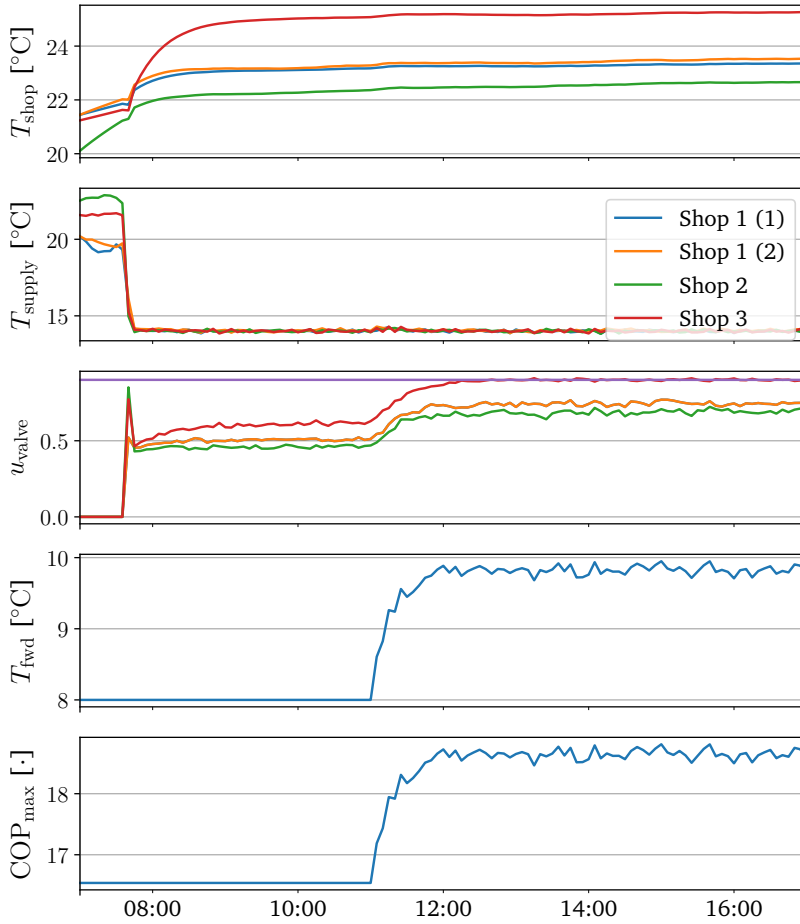 T_shop [°C]
24
22
20
T_supply [°C]
20
15
Shop 1 (1)
Shop 1 (2)
Shop 2
Shop 3
u_valve
0.5
0.0
T_fwd [°C]
10
9
8
COP_max [·]
18
17
08:00 10:00 12:00 14:00 16:00